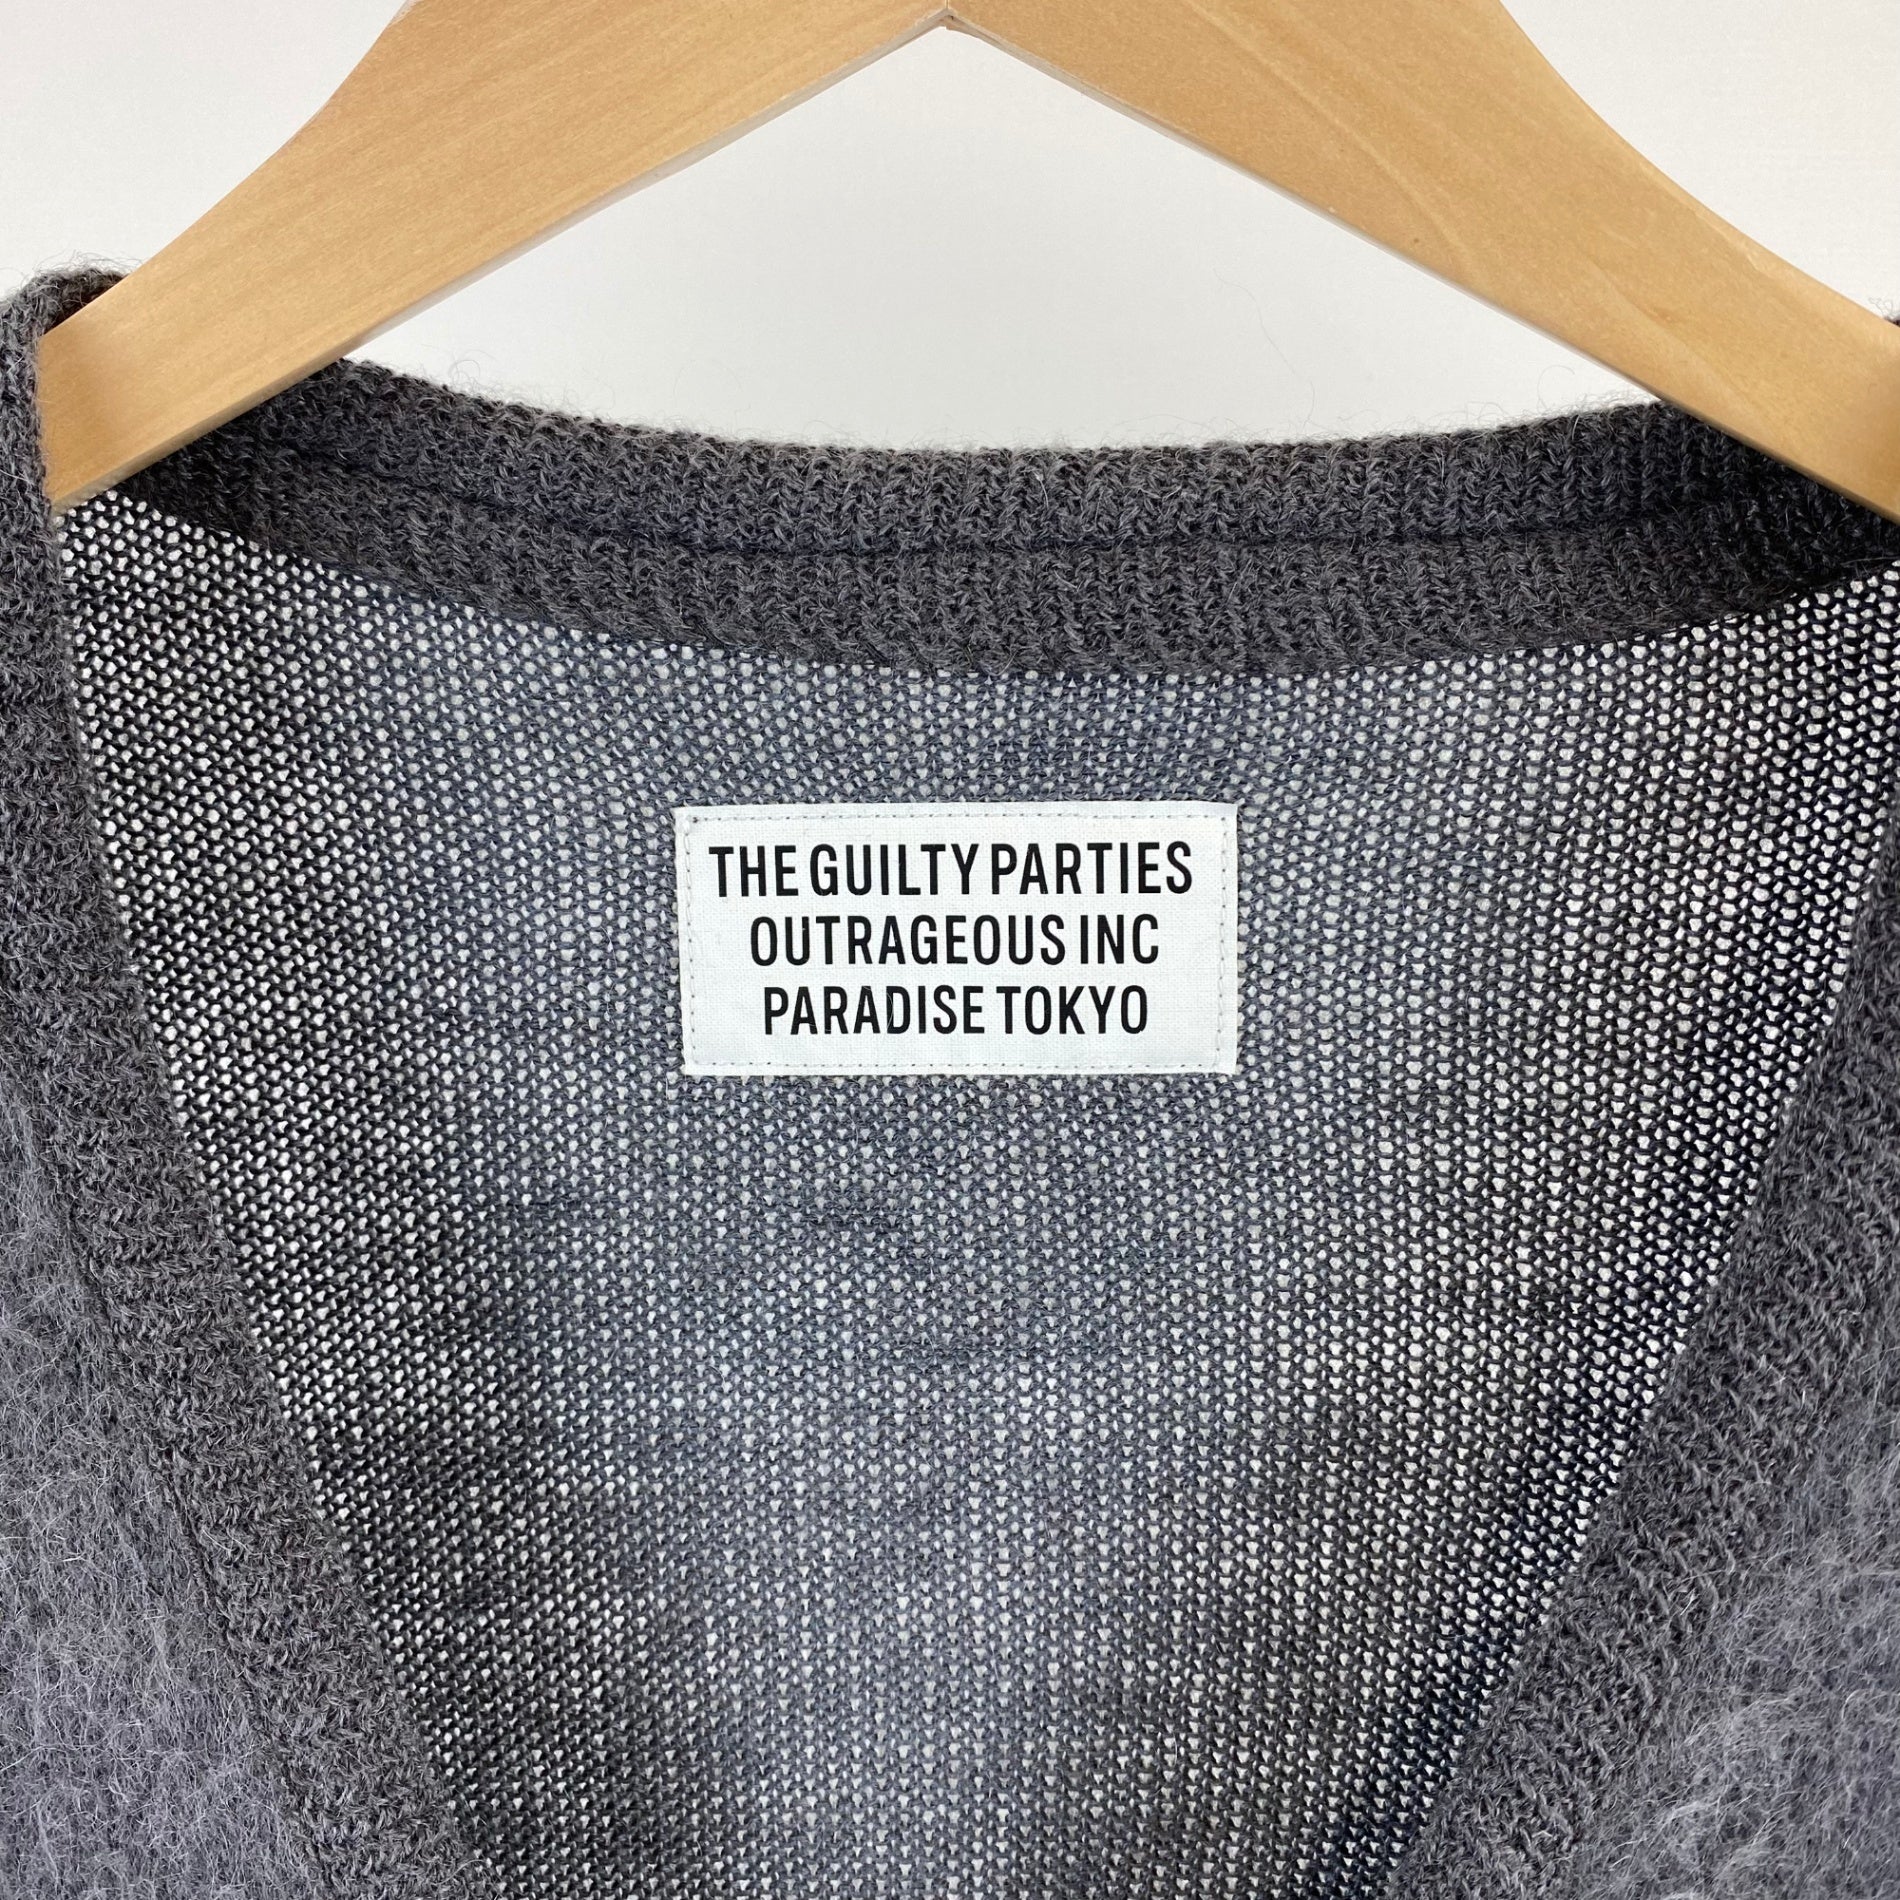 THE GUILTY PARTIES
OUTRAGEOUS INC
PARADISE TOKYO